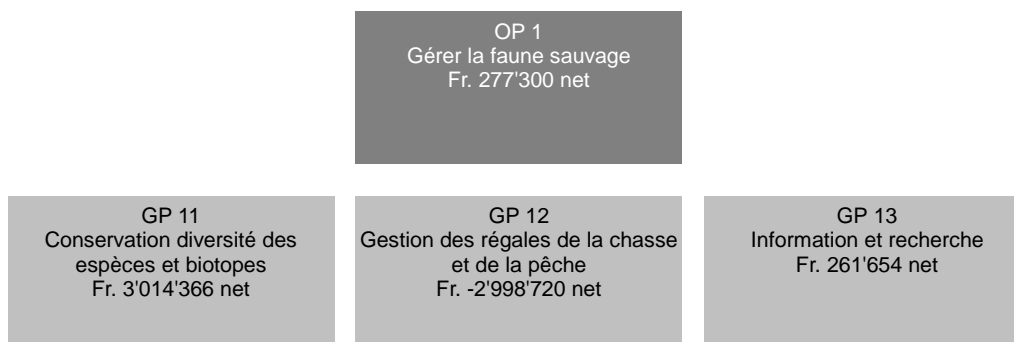 OP 1
Gérer la faune sauvage
Fr. 277'300 net
GP 11
Conservation diversité des
espèces et biotopes
Fr. 3'014'366 net
GP 12
Gestion des régales de la chasse
et de la pêche
Fr. -2'998'720 net
GP 13
Information et recherche
Fr. 261'654 net